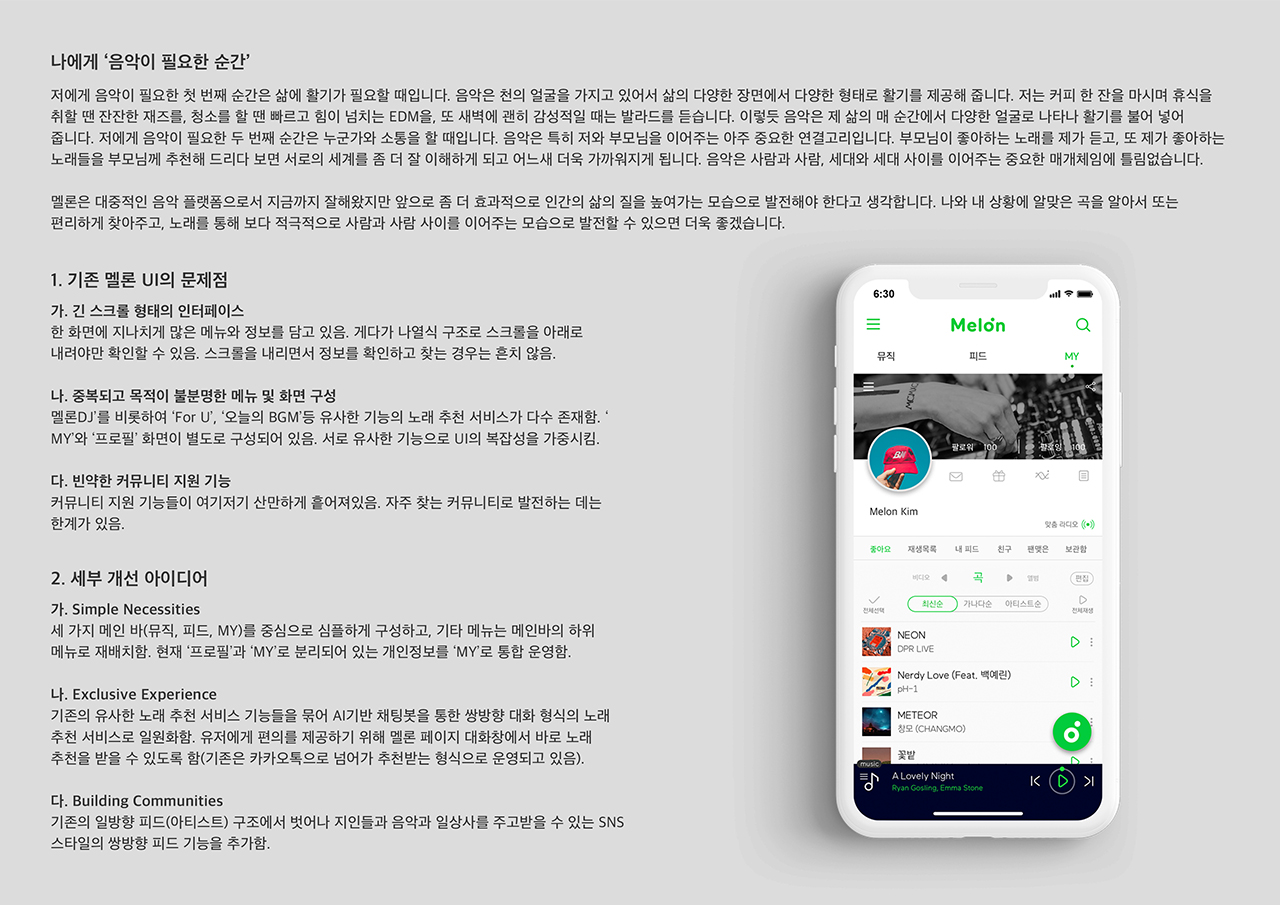 나에게 ‘음악이 필요한 순간’
저에게 음악이 필요한 첫 번째 순간은 삶에 활기가 필요할 때입니다. 음악은 천의 얼굴을 가지고 있어서 삶의 다양한 장면에서 다양한 형태로 활기를 제공해 줍니다. 저는 커피 한 잔을 마시며 휴식을
취할 땐 잔잔한 재즈를, 청소를 할 땐 빠르고 힘이 넘치는 EDM을, 또 새벽에 괜히 감성적일 때는 발라드를 듣습니다. 이렇듯 음악은 제 삶의 매 순간에서 다양한 얼굴로 나타나 활기를 불어 넣어
줍니다. 저에게 음악이 필요한 두 번째 순간은 누군가와 소통을 할 때입니다. 음악은 특히 저와 부모님을 이어주는 아주 중요한 연결고리입니다. 부모님이 좋아하는 노래를 제가 듣고, 또 제가 좋아하는
노래들을 부모님께 추천해 드리다 보면 서로의 세계를 좀 더 잘 이해하게 되고 어느새 더욱 가까워지게 됩니다. 음악은 사람과 사람, 세대와 세대 사이를 이어주는 중요한 매개체임에 틀림없습니다.
멜론은 대중적인 음악 플랫폼으로서 지금까지 잘해왔지만 앞으로 좀 더 효과적으로 인간의 삶의 질을 높여가는 모습으로 발전해야 한다고 생각합니다. 나와 내 상황에 알맞은 곡을 알아서 또는
편리하게 찾아주고, 노래를 통해 보다 적극적으로 사람과 사람 사이를 이어주는 모습으로 발전할 수 있으면 더욱 좋겠습니다.
1. 기존 멜론 UI의 문제점
가. 긴 스크롤 형태의 인터페이스
한 화면에 지나치게 많은 메뉴와 정보를 담고 있음. 게다가 나열식 구조로 스크롤을 아래로
내려야만 확인할 수 있음. 스크롤을 내리면서 정보를 확인하고 찾는 경우는 흔치 않음.
나. 중복되고 목적이 불분명한 메뉴 및 화면 구성
멜론DJ’를 비롯하여 ‘For U’, ‘오늘의 BGM’등 유사한 기능의 노래 추천 서비스가 다수 존재함. ‘
MY’와 ‘프로필’ 화면이 별도로 구성되어 있음. 서로 유사한 기능으로 UI의 복잡성을 가중시킴.
다. 빈약한 커뮤니티 지원 기능
커뮤니티 지원 기능들이 여기저기 산만하게 흩어져있음. 자주 찾는 커뮤니티로 발전하는 데는
한계가 있음.
2. 세부 개선 아이디어
가. Simple Necessities
세 가지 메인 바(뮤직, 피드, MY)를 중심으로 심플하게 구성하고, 기타 메뉴는 메인바의 하위
메뉴로 재배치함. 현재 ‘프로필’과 ‘MY’로 분리되어 있는 개인정보를 ‘MY’로 통합 운영함.
나. Exclusive Experience
기존의 유사한 노래 추천 서비스 기능들을 묶어 AI기반 채팅봇을 통한 쌍방향 대화 형식의 노래
추천 서비스로 일원화함. 유저에게 편의를 제공하기 위해 멜론 페이지 대화창에서 바로 노래
추천을 받을 수 있도록 함(기존은 카카오톡으로 넘어가 추천받는 형식으로 운영되고 있음).
다. Building Communities
기존의 일방향 피드(아티스트) 구조에서 벗어나 지인들과 음악과 일상사를 주고받을 수 있는 SNS
스타일의 쌍방향 피드 기능을 추가함.
6:30
Melon
뮤직 피드 MY
팔로워 100 팔로잉 100
Melon Kim
맞춤 라디오
좋아요 재생목록 내 피드 친구 팬맺은 보관함
비디오 곡 앨범 편집
전체선택 최신순 가나다순 아티스트순 전체재생
NEON
DPR LIVE
Nerdy Love (Feat. 백예린)
pH-1
METEOR
창모 (CHANGMO)
꽃밭
music
A Lovely Night
Ryan Gosling, Emma Stone